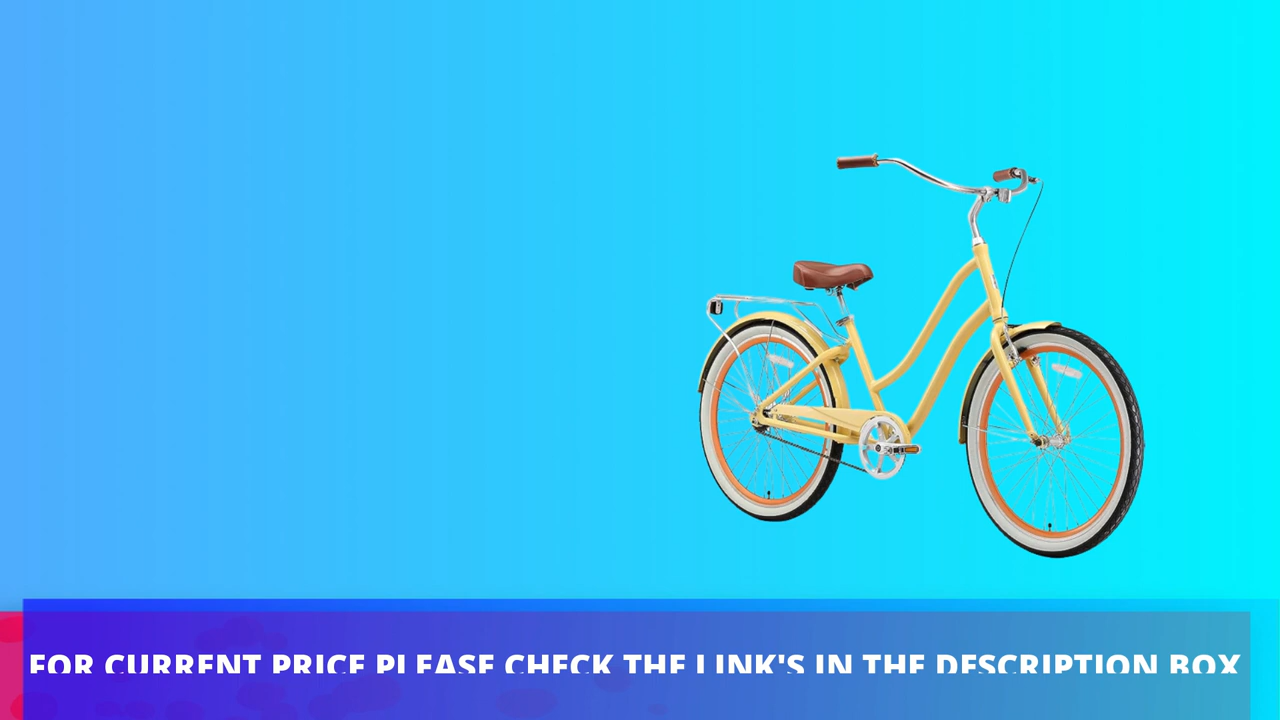 FOR CURRENT PRICE PLEASE CHECK THE LINK'S IN THE DESCRIPTION BOX